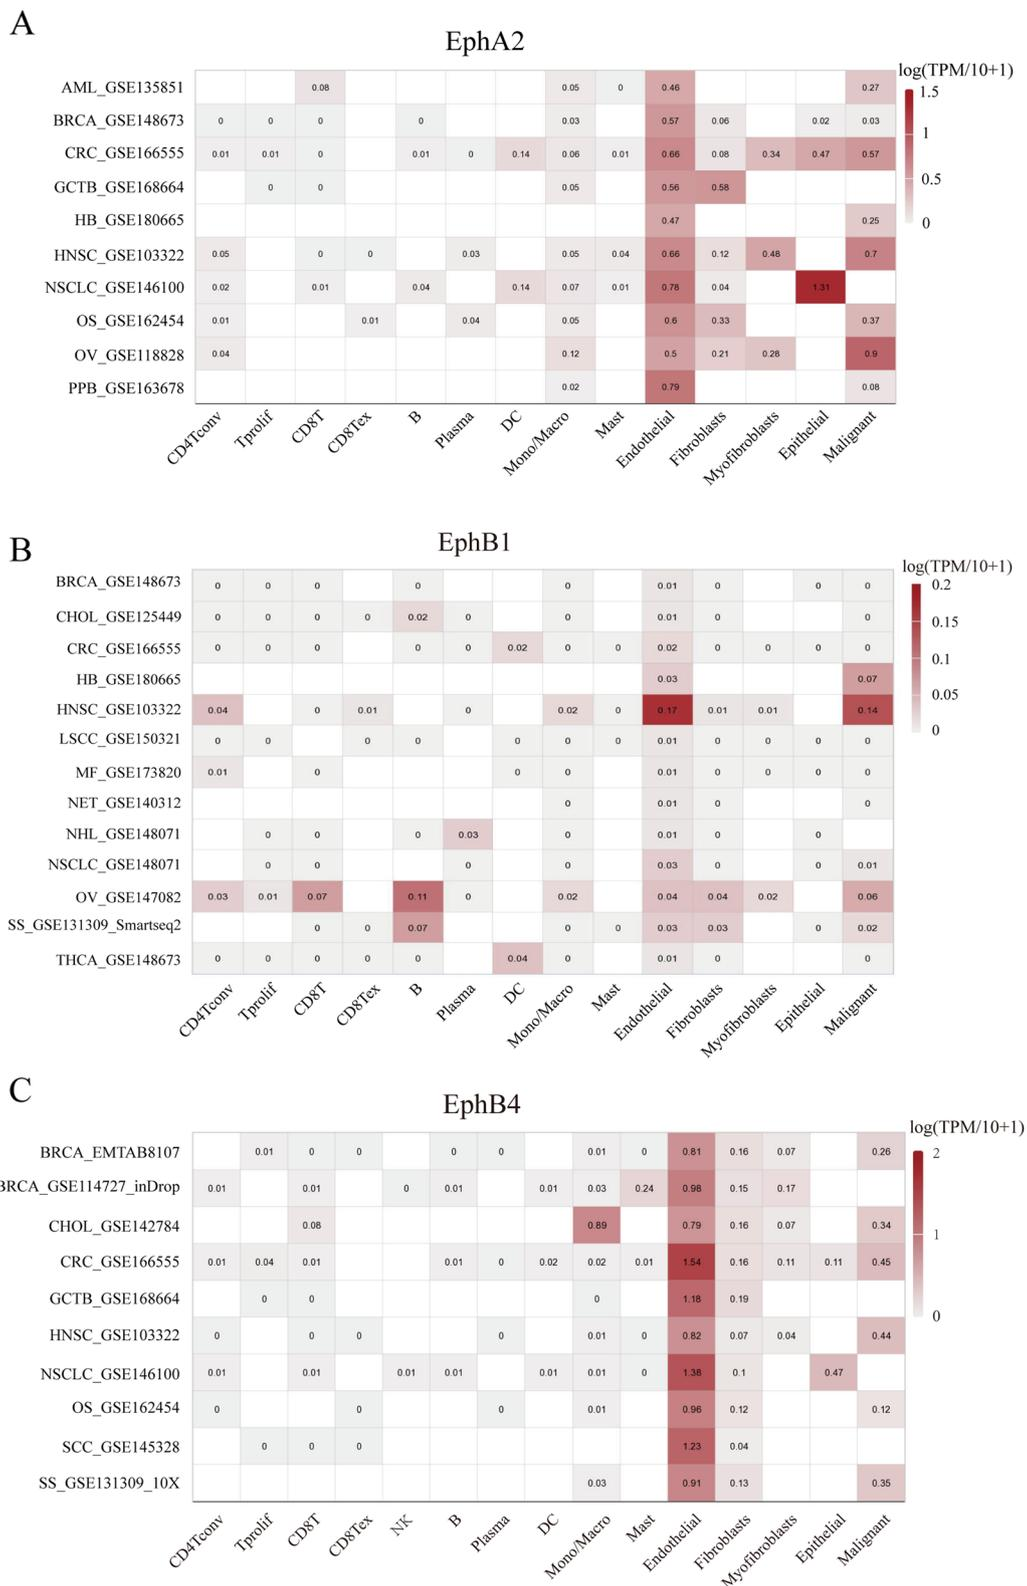 A
EphA2
log(TPM/10+1)
1.5
1
0.5
0
AML_GSE135851 0.08 0.05 0 0.46 0.27
BRCA_GSE148673 0 0 0 0 0.03 0.57 0.06 0.02 0.03
CRC_GSE166555 0.01 0.01 0 0.01 0 0.14 0.06 0.01 0.66 0.08 0.34 0.47 0.57
GCTB_GSE168664 0 0 0.05 0.56 0.58
HB_GSE180665 0.47 0.25
HNSC_GSE103322 0.05 0 0 0.03 0.05 0.04 0.66 0.12 0.48 0.7
NSCLC_GSE146100 0.02 0.01 0.04 0.14 0.07 0.01 0.78 0.04 1.31
OS_GSE162454 0.01 0.01 0.04 0.05 0.6 0.33 0.37
OV_GSE118828 0.04 0.12 0.5 0.21 0.28 0.9
PPB_GSE163678 0.02 0.79 0.08
CD4Tconv Tprolif CD8T CD8Tex B Plasma DC Mono/Macro Mast Endothelial Fibroblasts Myofibroblasts Epithelial Malignant
B
EphB1
log(TPM/10+1)
0.2
0.15
0.1
0.05
0
BRCA_GSE148673 0 0 0 0 0 0.01 0 0 0
CHOL_GSE125449 0 0 0 0 0.02 0 0 0.01 0 0
CRC_GSE166555 0 0 0 0 0 0.02 0 0 0.02 0 0 0 0
HB_GSE180665 0.03 0.07
HNSC_GSE103322 0.04 0 0.01 0 0.02 0 0.17 0.01 0.01 0.14
LSCC_GSE150321 0 0 0 0 0 0 0 0.01 0 0 0 0
MF_GSE173820 0.01 0 0 0 0.01 0 0 0 0
NET_GSE140312 0 0.01 0 0
NHL_GSE148071 0 0 0 0.03 0 0.01 0 0
NSCLC_GSE148071 0 0 0 0 0.03 0 0 0.01
OV_GSE147082 0.03 0.01 0.07 0.11 0 0.02 0.04 0.04 0.02 0.06
SS_GSE131309_Smartseq2 0 0 0.07 0 0 0.03 0.03 0 0.02
THCA_GSE148673 0 0 0 0 0 0.04 0 0.01 0 0
CD4Tconv Tprolif CD8T CD8Tex B Plasma DC Mono/Macro Mast Endothelial Fibroblasts Myofibroblasts Epithelial Malignant
C
EphB4
log(TPM/10+1)
2
1
0
BRCA_EMTAB8107 0.01 0 0 0 0 0.01 0 0.81 0.16 0.07 0.26
BRCA_GSE114727_inDrop 0.01 0.01 0 0.01 0.01 0.03 0.24 0.98 0.15 0.17
CHOL_GSE142784 0.08 0.89 0.79 0.16 0.07 0.34
CRC_GSE166555 0.01 0.04 0.01 0.01 0 0.02 0.02 0.01 1.54 0.16 0.11 0.11 0.45
GCTB_GSE168664 0 0 0 1.18 0.19
HNSC_GSE103322 0 0 0 0 0.01 0 0.82 0.07 0.04 0.44
NSCLC_GSE146100 0.01 0.01 0.01 0.01 0.01 0.01 0 1.38 0.1 0.47
OS_GSE162454 0 0 0 0.01 0.96 0.12 0.12
SCC_GSE145328 0 0 0 1.23 0.04
SS_GSE131309_10X 0.03 0.91 0.13 0.35
CD4Tconv Tprolif CD8T CD8Tex NK B Plasma DC Mono/Macro Mast Endothelial Fibroblasts Myofibroblasts Epithelial Malignant